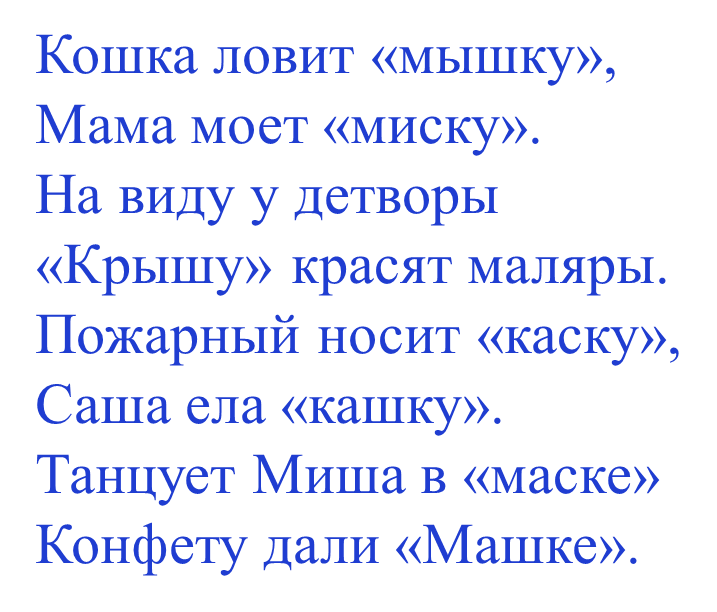 Кошка ловит «мышку»,
Мама моет «миску».
На виду у детворы
«Крышу» красят маляры.
Пожарный носит «каску»,
Саша ела «кашку».
Танцует Миша в «маске»
Конфету дали «Машке».